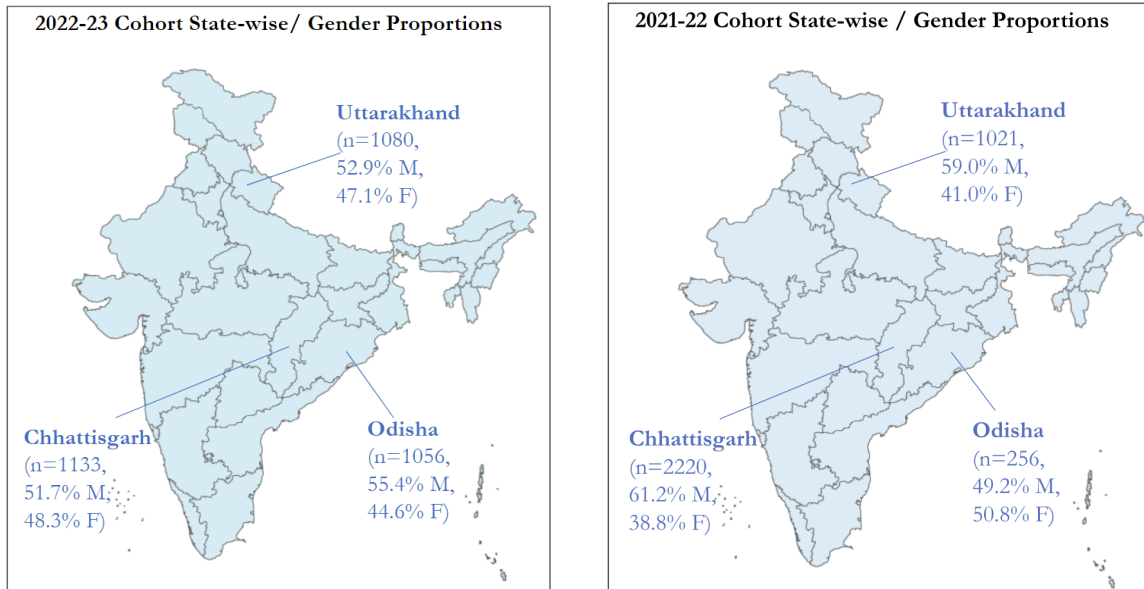 2022-23 Cohort State-wise/ Gender Proportions
Uttarakhand
(n=1080,
52.9% M,
47.1% F)
Chhattisgarh
(n=1133,
51.7% M,
48.3% F)
Odisha
(n=1056,
55.4% M,
44.6% F)
2021-22 Cohort State-wise / Gender Proportions
Uttarakhand
(n=1021,
59.0% M,
41.0% F)
Chhattisgarh
(n=2220,
61.2% M,
38.8% F)
Odisha
(n=256,
49.2% M,
50.8% F)